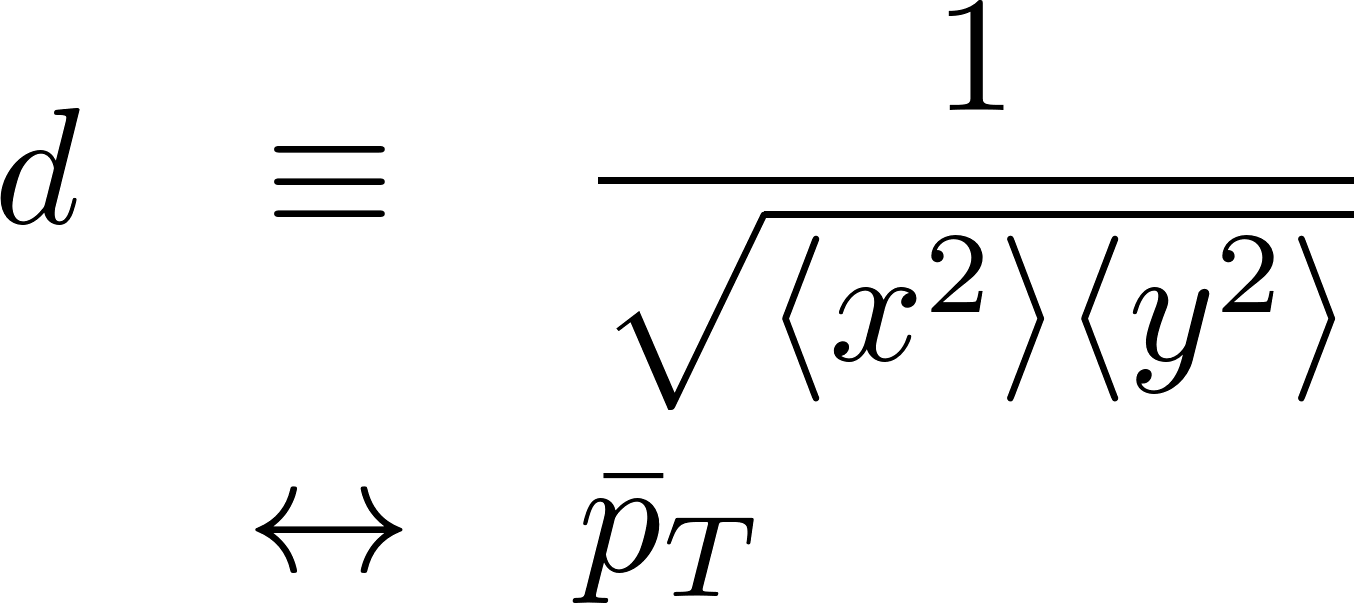 d ≡ 1/√(⟨x²⟩⟨y²⟩)
↔ p̄_T